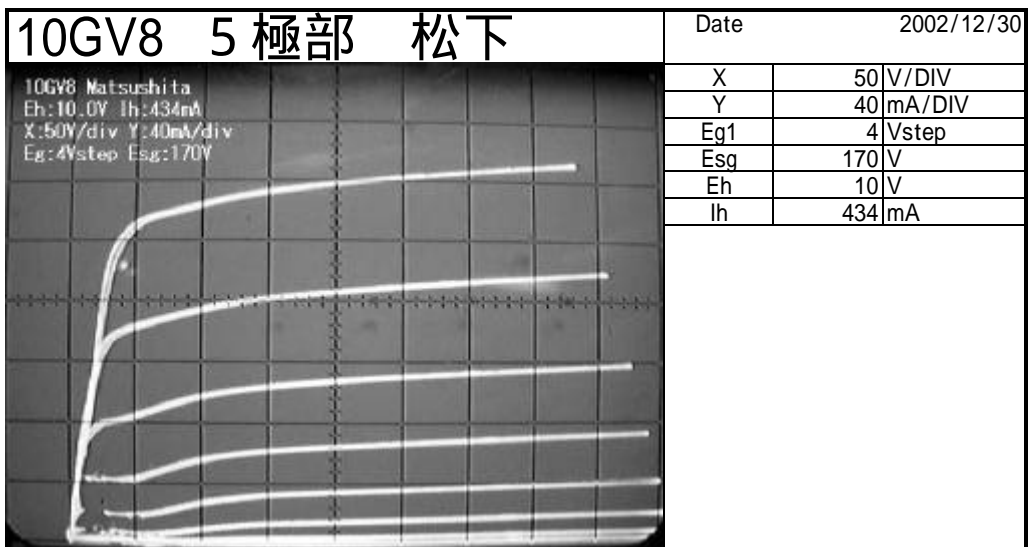 10GV8 5極部 松下
Date 2002/12/30
10GV8 Matsushita
Eh:10.0V Ih:434mA
X:50V/div Y:40mA/div
Eg:4Vstep Esg:170V
X 50 V/DIV
Y 40 mA/DIV
Eg1 4 Vstep
Esg 170 V
Eh 10 V
Ih 434 mA